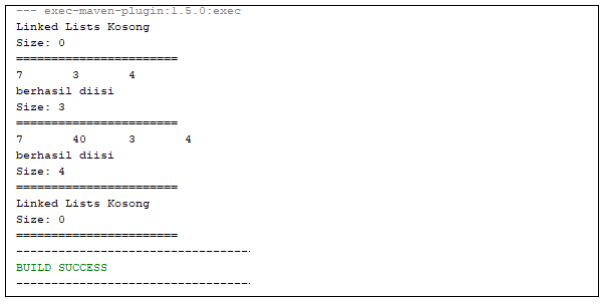 --- exec-maven-plugin:1.5.0:exec
Linked Lists Kosong
Size: 0
=======================
7 3 4
berhasil diisi
Size: 3
=======================
7 40 3 4
berhasil diisi
Size: 4
=======================
Linked Lists Kosong
Size: 0
=======================
---------------------------------
BUILD SUCCESS
---------------------------------